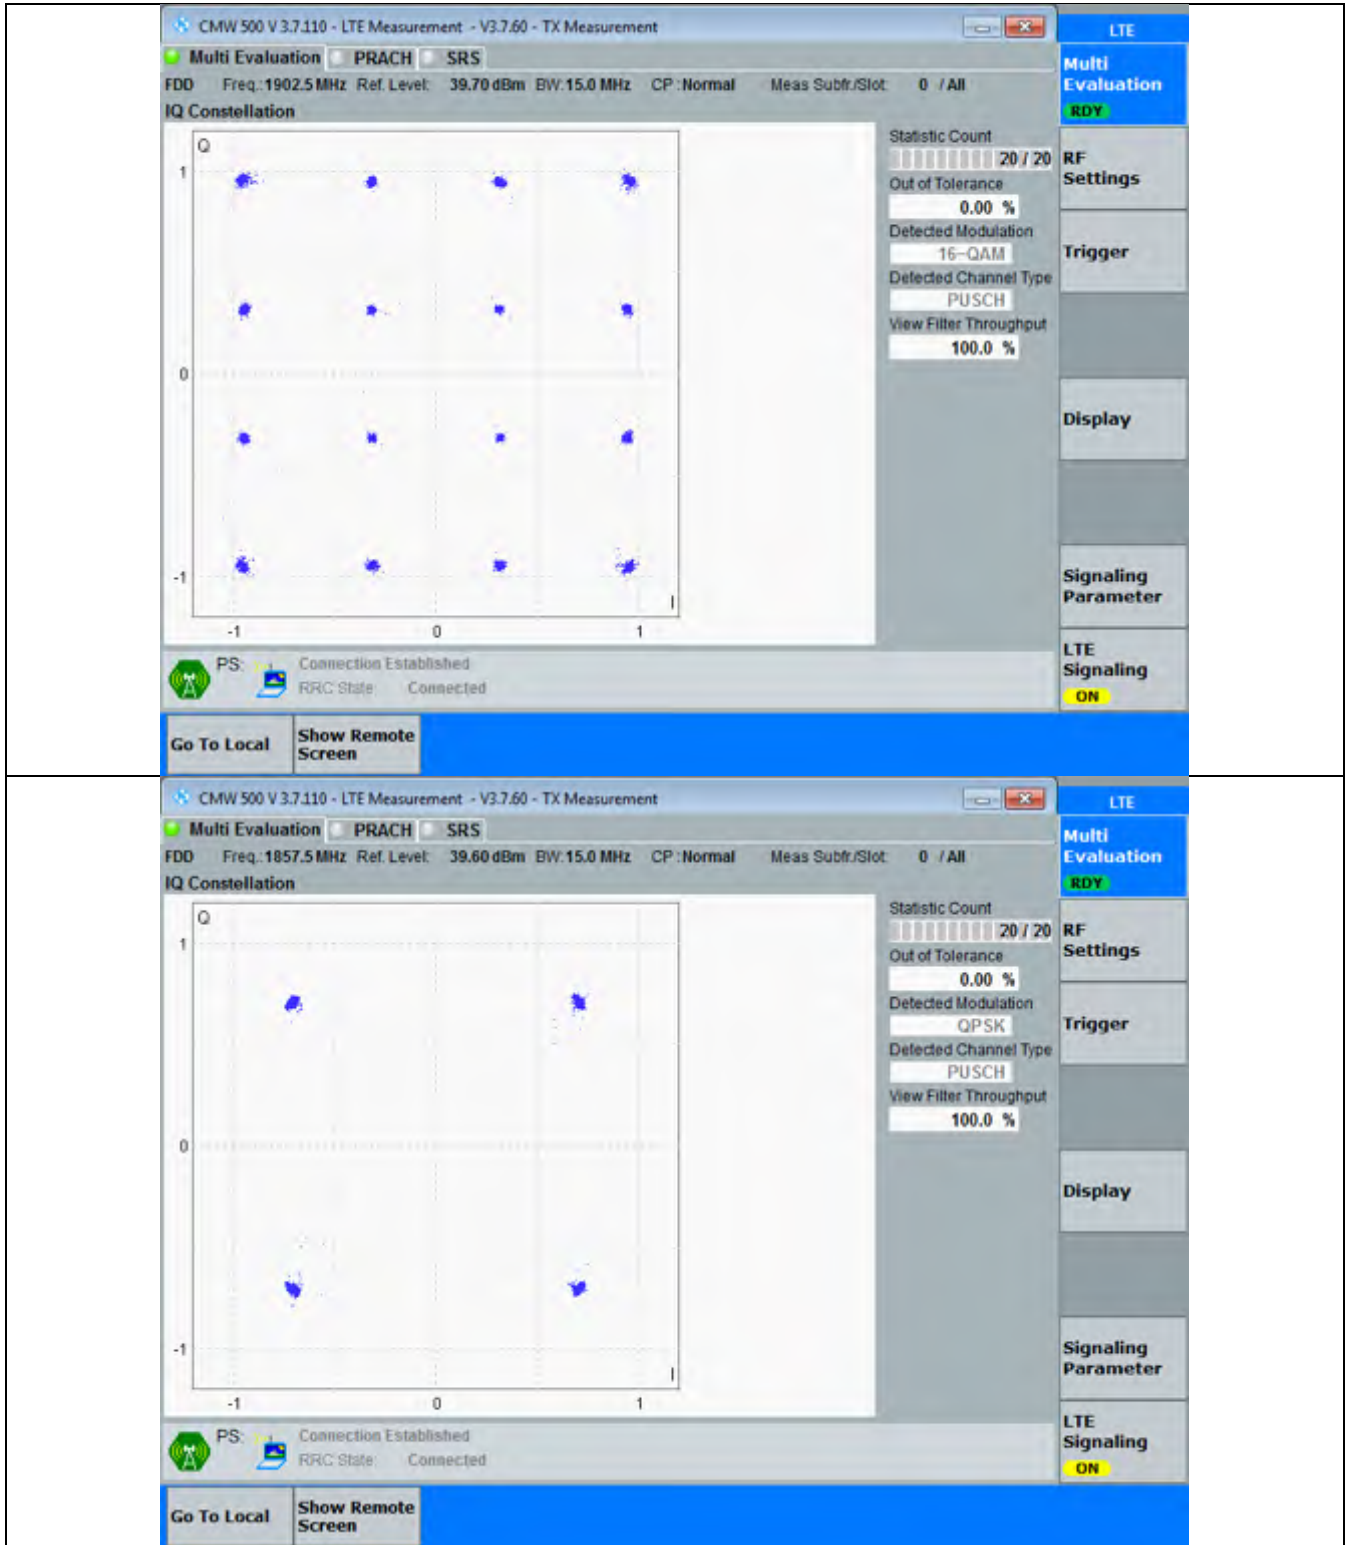 CMW 500 V 3.7.110 - LTE Measurement - V3.7.60 - TX Measurement
LTE
Multi Evaluation PRACH SRS
Multi
Evaluation
RDY
FDD Freq.: 1902.5 MHz Ref. Level: 39.70 dBm BW: 15.0 MHz CP : Normal Meas Subfr./Slot: 0 / All
IQ Constellation
Q
1
0
-1
-1 0 1
I
Statistic Count
20 / 20
Out of Tolerance
0.00 %
Detected Modulation
16-QAM
Detected Channel Type
PUSCH
View Filter Throughput
100.0 %
RF
Settings
Trigger
Display
Signaling
Parameter
LTE
Signaling
ON
PS: Connection Established
RRC State: Connected
Go To Local
Show Remote
Screen
CMW 500 V 3.7.110 - LTE Measurement - V3.7.60 - TX Measurement
LTE
Multi Evaluation PRACH SRS
Multi
Evaluation
RDY
FDD Freq.: 1857.5 MHz Ref. Level: 39.60 dBm BW: 15.0 MHz CP : Normal Meas Subfr./Slot: 0 / All
IQ Constellation
Q
1
0
-1
-1 0 1
I
Statistic Count
20 / 20
Out of Tolerance
0.00 %
Detected Modulation
QPSK
Detected Channel Type
PUSCH
View Filter Throughput
100.0 %
RF
Settings
Trigger
Display
Signaling
Parameter
LTE
Signaling
ON
PS: Connection Established
RRC State: Connected
Go To Local
Show Remote
Screen